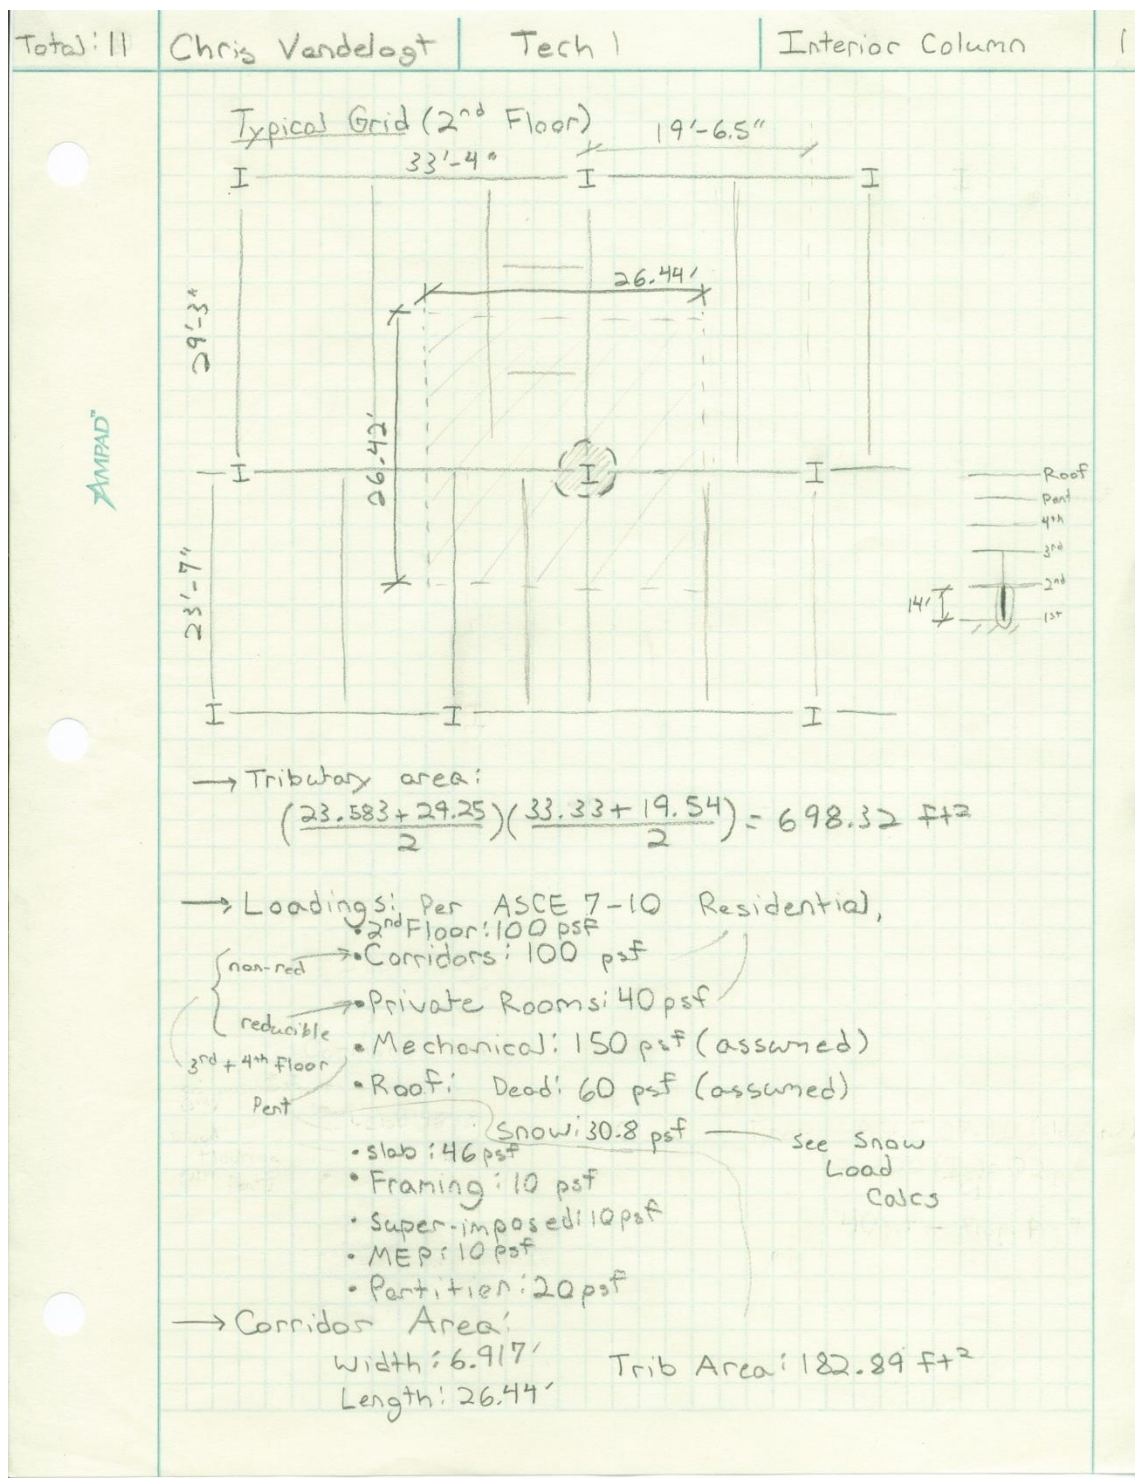 Total: 11
Chris Vandelogt
Tech 1
Interior Column
1
Typical Grid (2nd Floor)
19'-6.5"
33'-4"
I I I
26.44'
29'-3"
26.42'
I I I
23'-7"
Roof
Pent
4th
3rd
2nd
14'
1st
I I I
AMPAD™
→ Tributary area:
(23.583 + 29.25 / 2)(33.33 + 19.54 / 2) = 698.32 ft²
→ Loadings: Per ASCE 7-10 Residential,
• 2nd Floor: 100 psf
non-red → • Corridors: 100 psf
reducible → • Private Rooms: 40 psf
3rd + 4th floor
• Mechanical: 150 psf (assumed)
Pent
• Roof: Dead: 60 psf (assumed)
Snow: 30.8 psf — See Snow
Load
Calcs
• Slab: 46 psf
• Framing: 10 psf
• Super-imposed: 10 psf
• MEP: 10 psf
• Partition: 20 psf
→ Corridor Area:
Width: 6.917' Trib Area: 182.89 ft²
Length: 26.44'